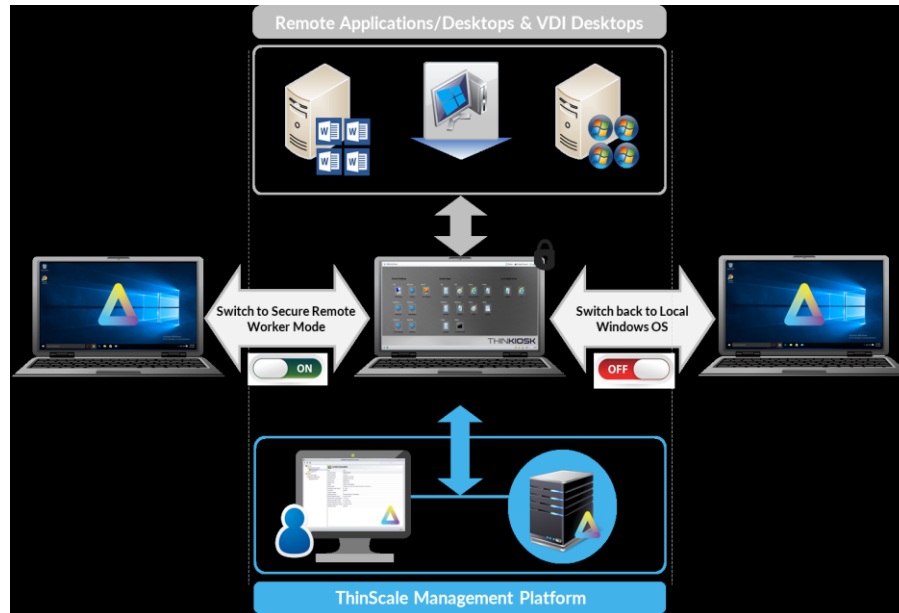 Remote Applications/Desktops & VDI Desktops
W W
W W
Switch to Secure Remote
Worker Mode
ON
THINKIOSK
Switch back to Local
Windows OS
OFF
ThinScale Management Platform